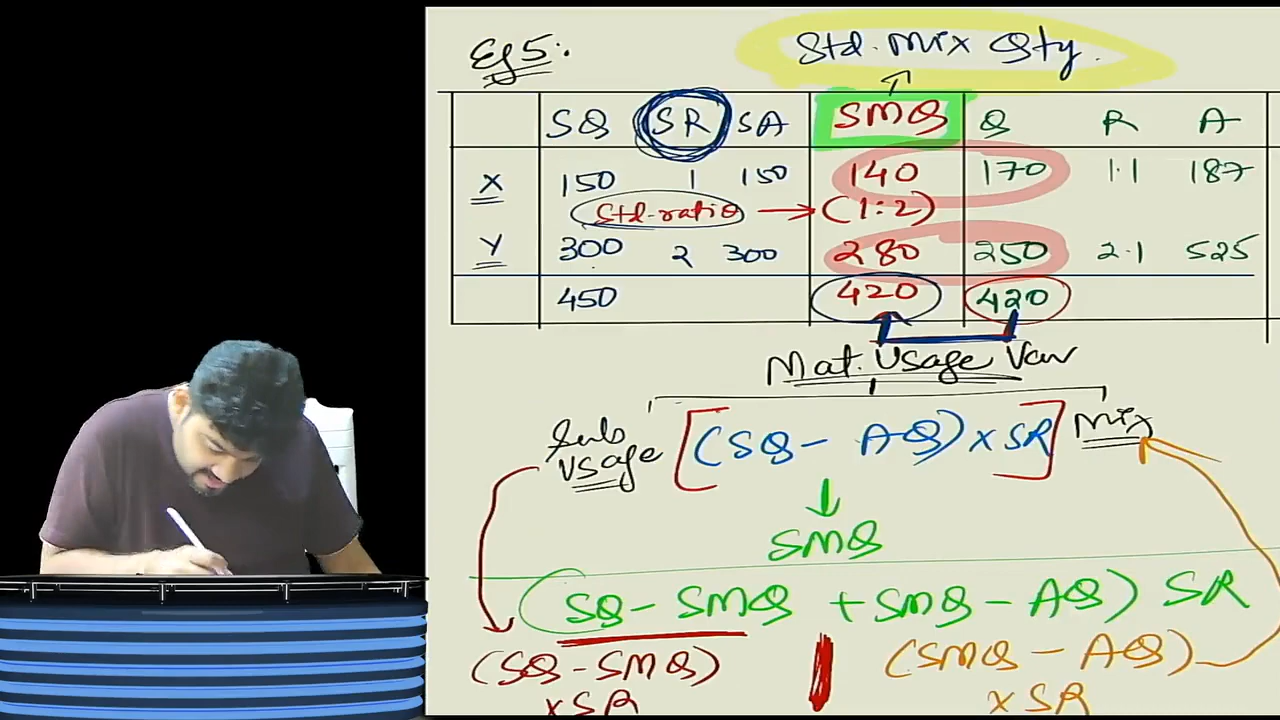 Eg 5:. Std. Mix Qty.
SQ SR SA SMQ Q R A
X 150 1 150 140 170 1.1 187
Std-ratio → (1:2)
Y 300 2 300 280 250 2.1 525
450 420 420
Mat. Usage Var
Sub Usage [(SQ - AQ) x SR] Mix
SMQ
(SQ - SMQ + SMQ - AQ) SR
(SQ - SMQ) (SMQ - AQ)
x SR x SR